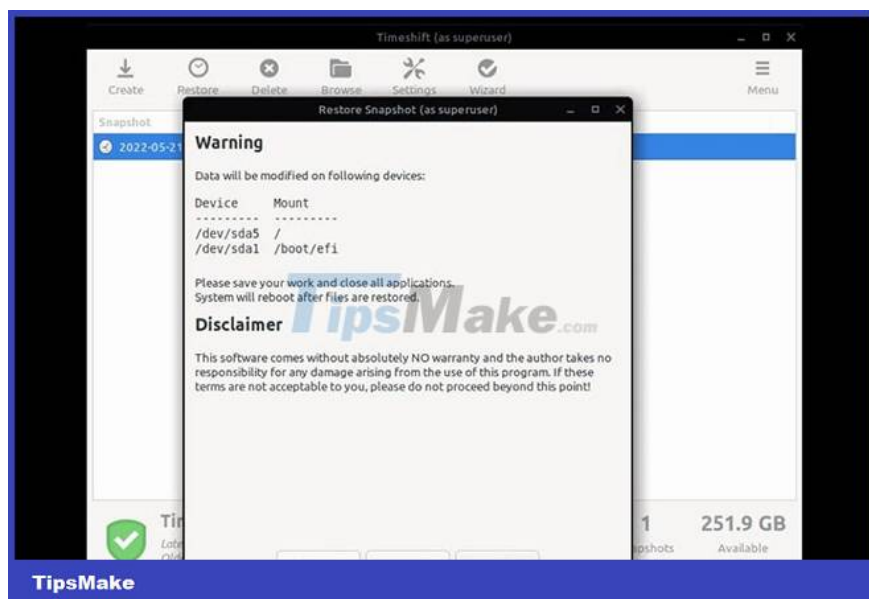 Timeshift (as superuser)
Create Restore Delete Browse Settings Wizard Menu
Restore Snapshot (as superuser)
Snapshot
2022-05-21
Warning
Data will be modified on following devices:
Device Mount
--------- ---------
/dev/sda5 /
/dev/sda1 /boot/efi
Please save your work and close all applications.
System will reboot after files are restored.
TipsMake.com
Disclaimer
This software comes without absolutely NO warranty and the author takes no
responsibility for any damage arising from the use of this program. If these
terms are not acceptable to you, please do not proceed beyond this point!
1 251.9 GB
Available
TipsMake